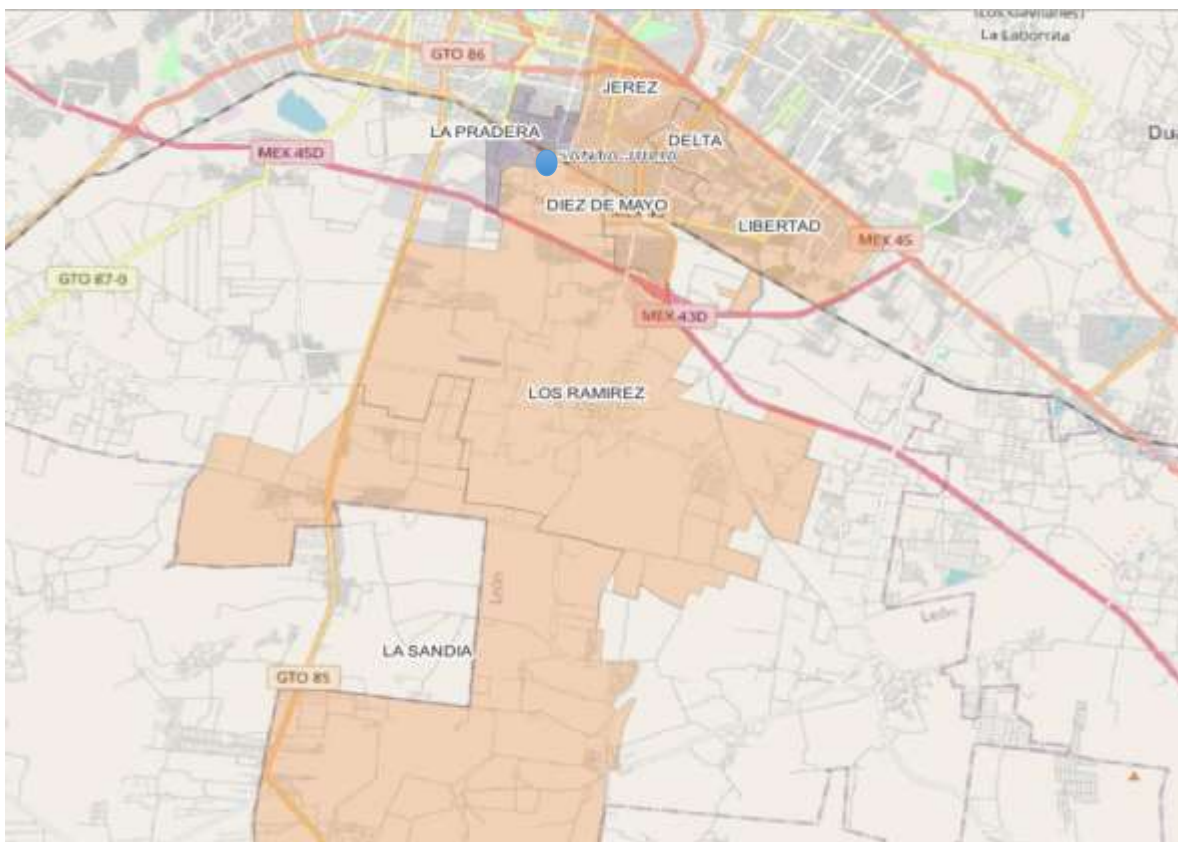 (Los Gavilanes)
La Laborcita
GTO 86
JEREZ
LA PRADERA
DELTA
MEX 45D
DIEZ DE MAYO
LIBERTAD
MEX 45
GTO 87-9
MEX 43D
LOS RAMIREZ
León
León
LA SANDIA
GTO 85